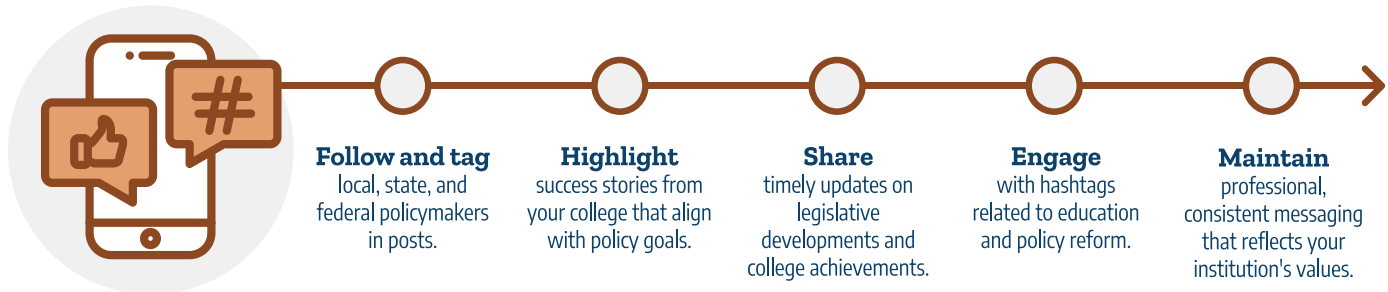 #
Follow and tag
local, state, and
federal policymakers
in posts.
Highlight
success stories from
your college that align
with policy goals.
Share
timely updates on
legislative
developments and
college achievements.
Engage
with hashtags
related to education
and policy reform.
Maintain
professional,
consistent messaging
that reflects your
institution's values.